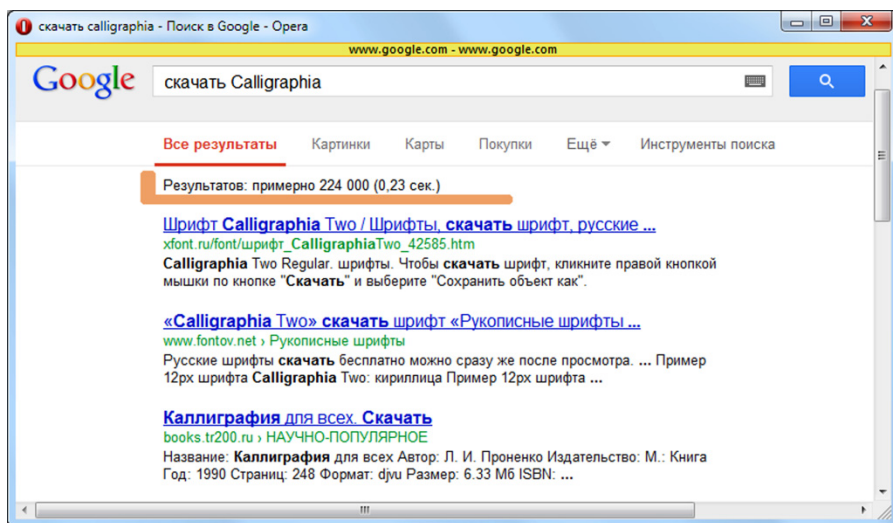 скачать calligraphia - Поиск в Google - Opera
www.google.com - www.google.com
Google скачать Calligraphia
Все результаты Картинки Карты Покупки Ещё Инструменты поиска
Результатов: примерно 224 000 (0,23 сек.)
Шрифт Calligraphia Two / Шрифты, скачать шрифт, русские ...
xfont.ru/font/шрифт_CalligraphiaTwo_42585.htm
Calligraphia Two Regular. шрифты. Чтобы скачать шрифт, кликните правой кнопкой
мышки по кнопке "Скачать" и выберите "Сохранить объект как".
«Calligraphia Two» скачать шрифт «Рукописные шрифты ...
www.fontov.net › Рукописные шрифты
Русские шрифты скачать бесплатно можно сразу же после просмотра. ... Пример
12px шрифта Calligraphia Two: кириллица Пример 12px шрифта ...
Каллиграфия для всех. Скачать
books.tr200.ru › НАУЧНО-ПОПУЛЯРНОЕ
Название: Каллиграфия для всех Автор: Л. И. Проненко Издательство: М.: Книга
Год: 1990 Страниц: 248 Формат: djvu Размер: 6.33 Мб ISBN: ...